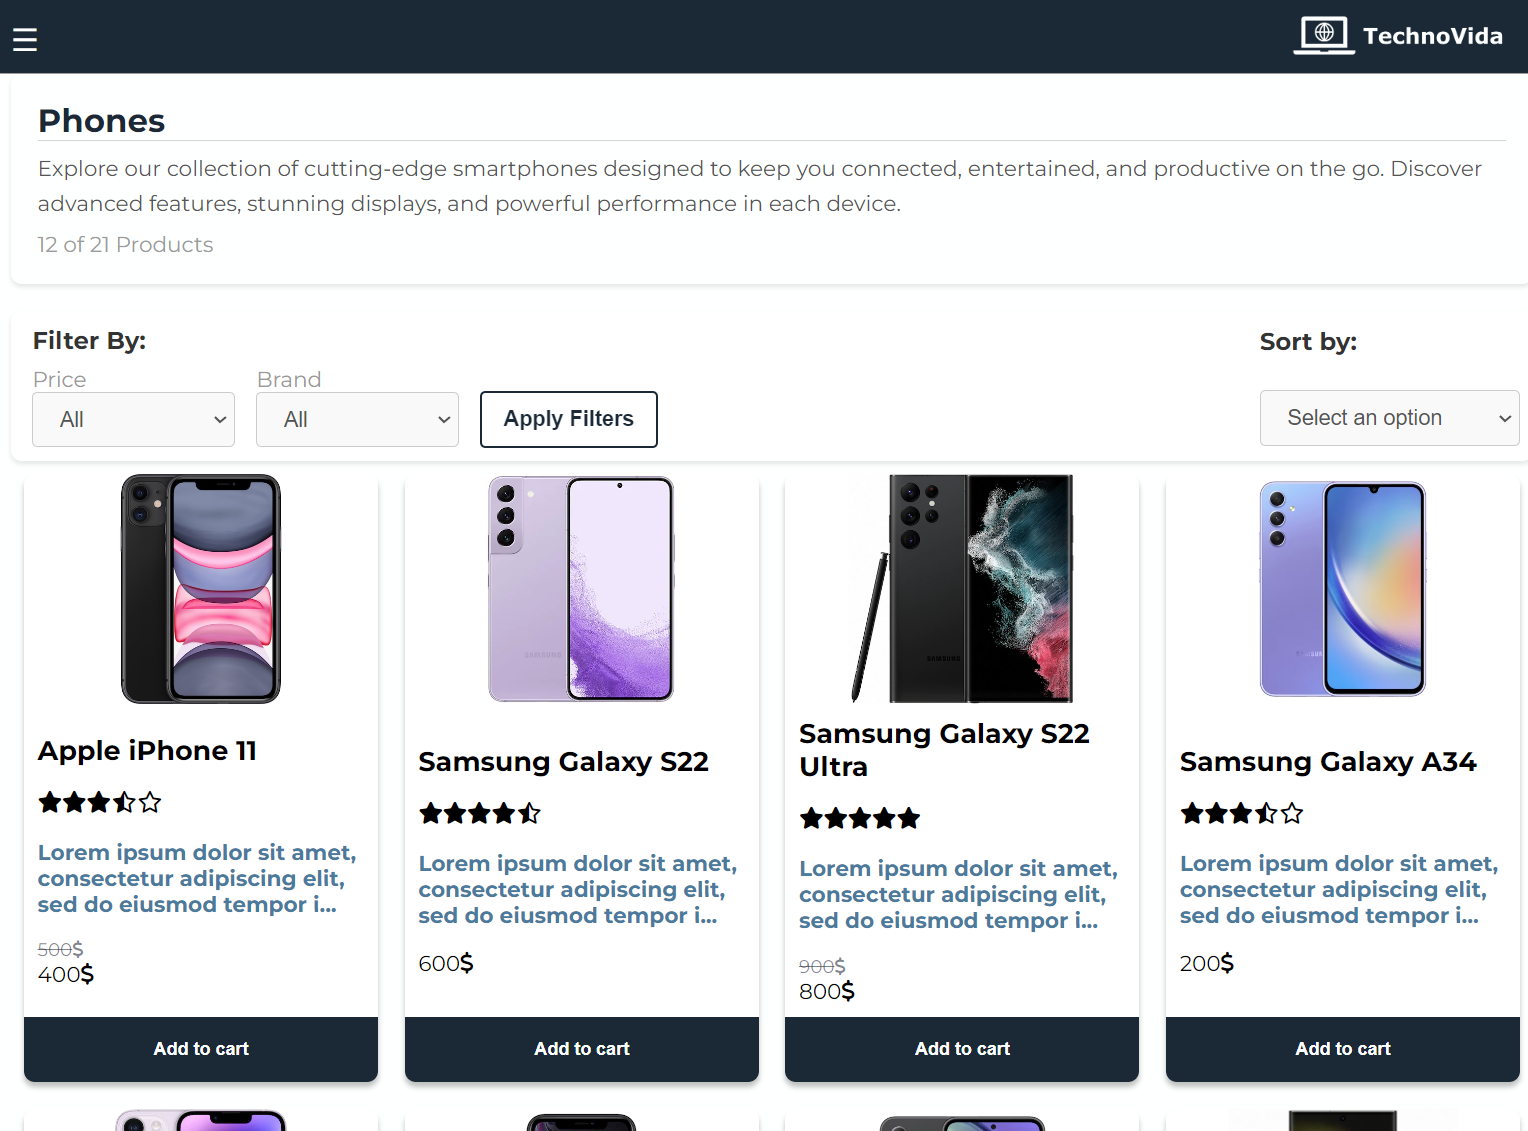 TechnoVida
Phones
Explore our collection of cutting-edge smartphones designed to keep you connected, entertained, and productive on the go. Discover
advanced features, stunning displays, and powerful performance in each device.
12 of 21 Products
Filter By:
Sort by:
Price
Brand
All
All
Apply Filters
Select an option
SAMSUNG
SAMSUNG
SAMSUNG
Apple iPhone 11
Lorem ipsum dolor sit amet,
consectetur adipiscing elit,
sed do eiusmod tempor i...
500$
400$
Add to cart
Samsung Galaxy S22
Lorem ipsum dolor sit amet,
consectetur adipiscing elit,
sed do eiusmod tempor i...
600$
Add to cart
Samsung Galaxy S22
Ultra
Lorem ipsum dolor sit amet,
consectetur adipiscing elit,
sed do eiusmod tempor i...
900$
800$
Add to cart
Samsung Galaxy A34
Lorem ipsum dolor sit amet,
consectetur adipiscing elit,
sed do eiusmod tempor i...
200$
Add to cart